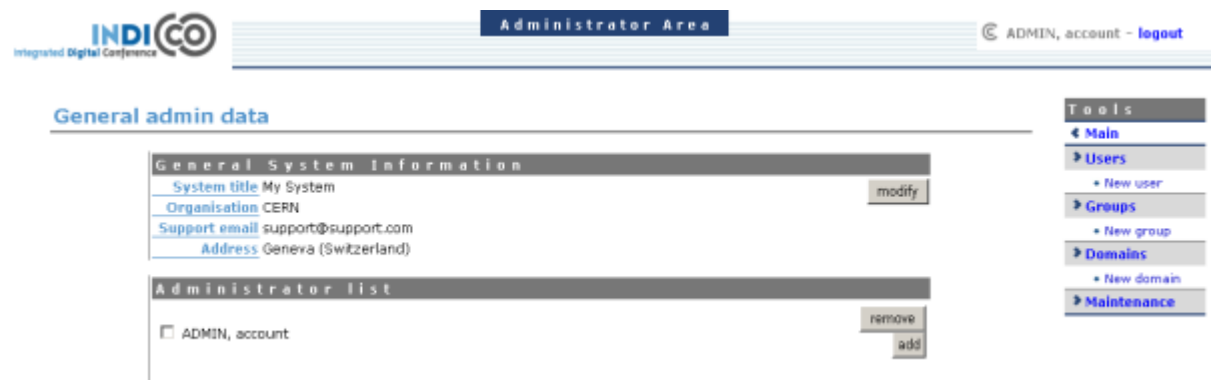 INDICO
Integrated Digital Conference
Administrator Area
ADMIN, account - logout
General admin data
General System Information
System title My System
modify
Organisation CERN
Support email support@support.com
Address Geneva (Switzerland)
Administrator list
remove
ADMIN, account
add
Tools
Main
Users
New user
Groups
New group
Domains
New domain
Maintenance